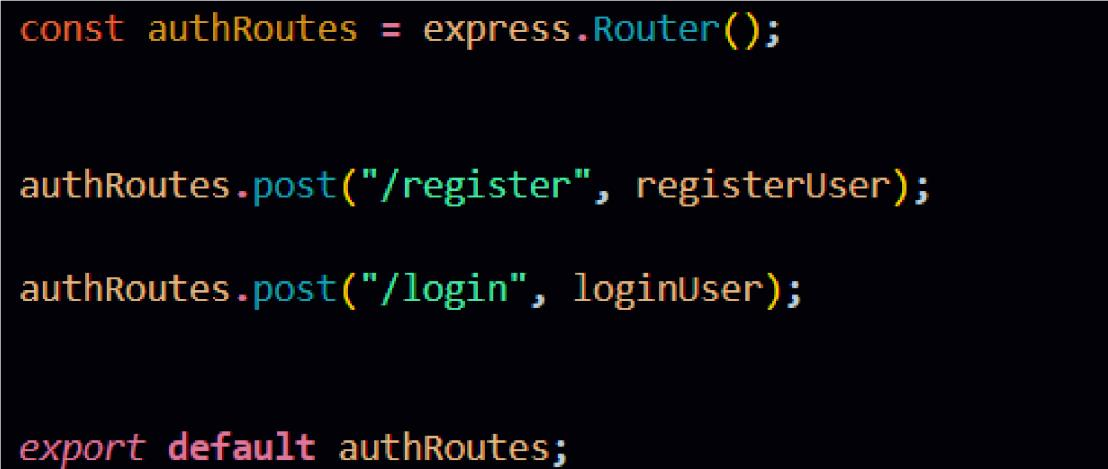 const authRoutes = express.Router();
authRoutes.post("/register", registerUser);
authRoutes.post("/login", loginUser);
export default authRoutes;